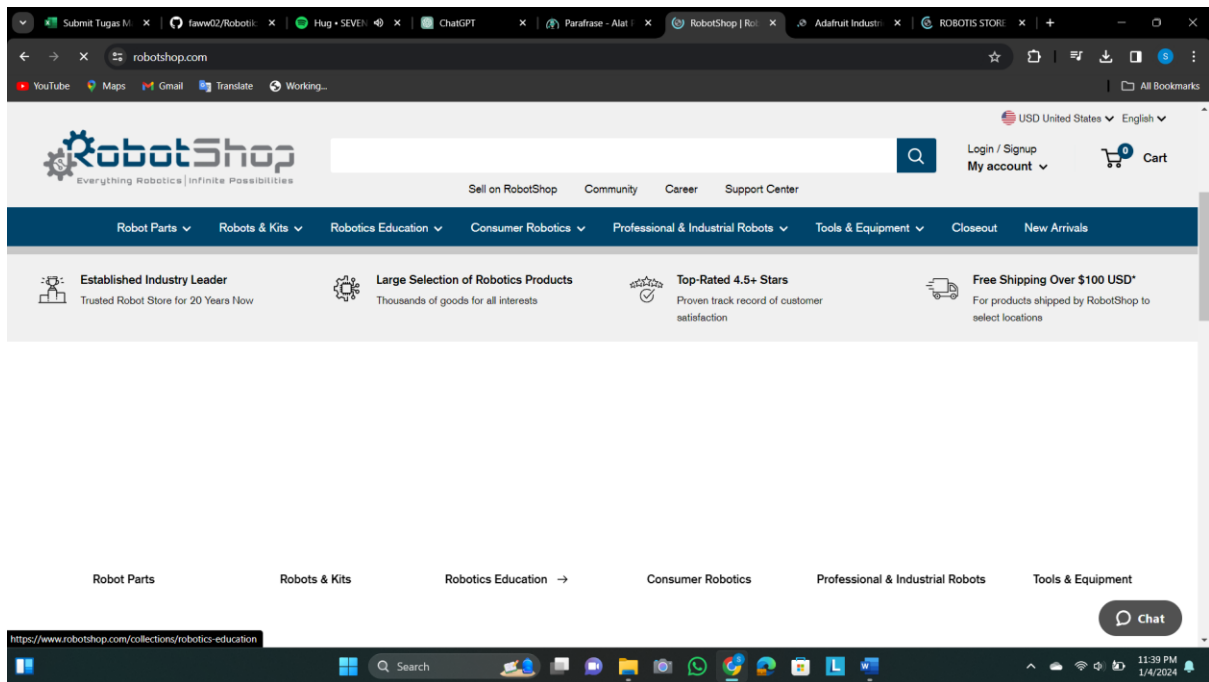 Submit Tugas M
faww02/Robotik
Hug • SEVEN
ChatGPT
Parafrase - Alat
RobotShop | Rob
Adafruit Industri
ROBOTIS STORE
robotshop.com
S
YouTube
Maps
Gmail
Translate
Working...
All Bookmarks
USD United States
English
RobotShop
Everything Robotics | Infinite Possibilities
Login / Signup
My account
0
Cart
Sell on RobotShop
Community
Career
Support Center
Robot Parts
Robots & Kits
Robotics Education
Consumer Robotics
Professional & Industrial Robots
Tools & Equipment
Closeout
New Arrivals
Established Industry Leader
Trusted Robot Store for 20 Years Now
Large Selection of Robotics Products
Thousands of goods for all interests
Top-Rated 4.5+ Stars
Proven track record of customer
satisfaction
Free Shipping Over $100 USD*
For products shipped by RobotShop to
select locations
Robot Parts
Robots & Kits
Robotics Education →
Consumer Robotics
Professional & Industrial Robots
Tools & Equipment
Chat
https://www.robotshop.com/collections/robotics-education
Search
L
W
11:39 PM
1/4/2024